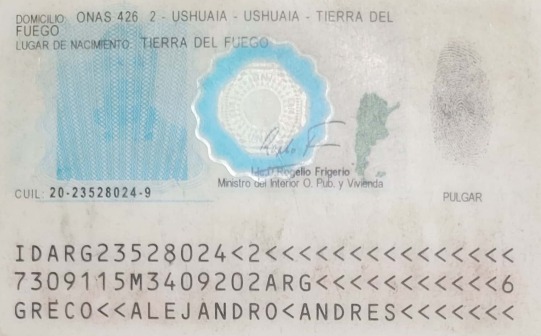 DOMICILIO: ONAS 426 2 - USHUAIA - USHUAIA - TIERRA DEL
FUEGO
LUGAR DE NACIMIENTO: TIERRA DEL FUEGO
Lic. Rogelio Frigerio
Ministro del Interior O. Pub. y Vivienda
CUIL: 20-23528024-9
PULGAR
IDARG23528024<2<<<<<<<<<<<<<<<
7309115M3409202ARG<<<<<<<<<<<6
GRECO<<ALEJANDRO<ANDRES<<<<<<<